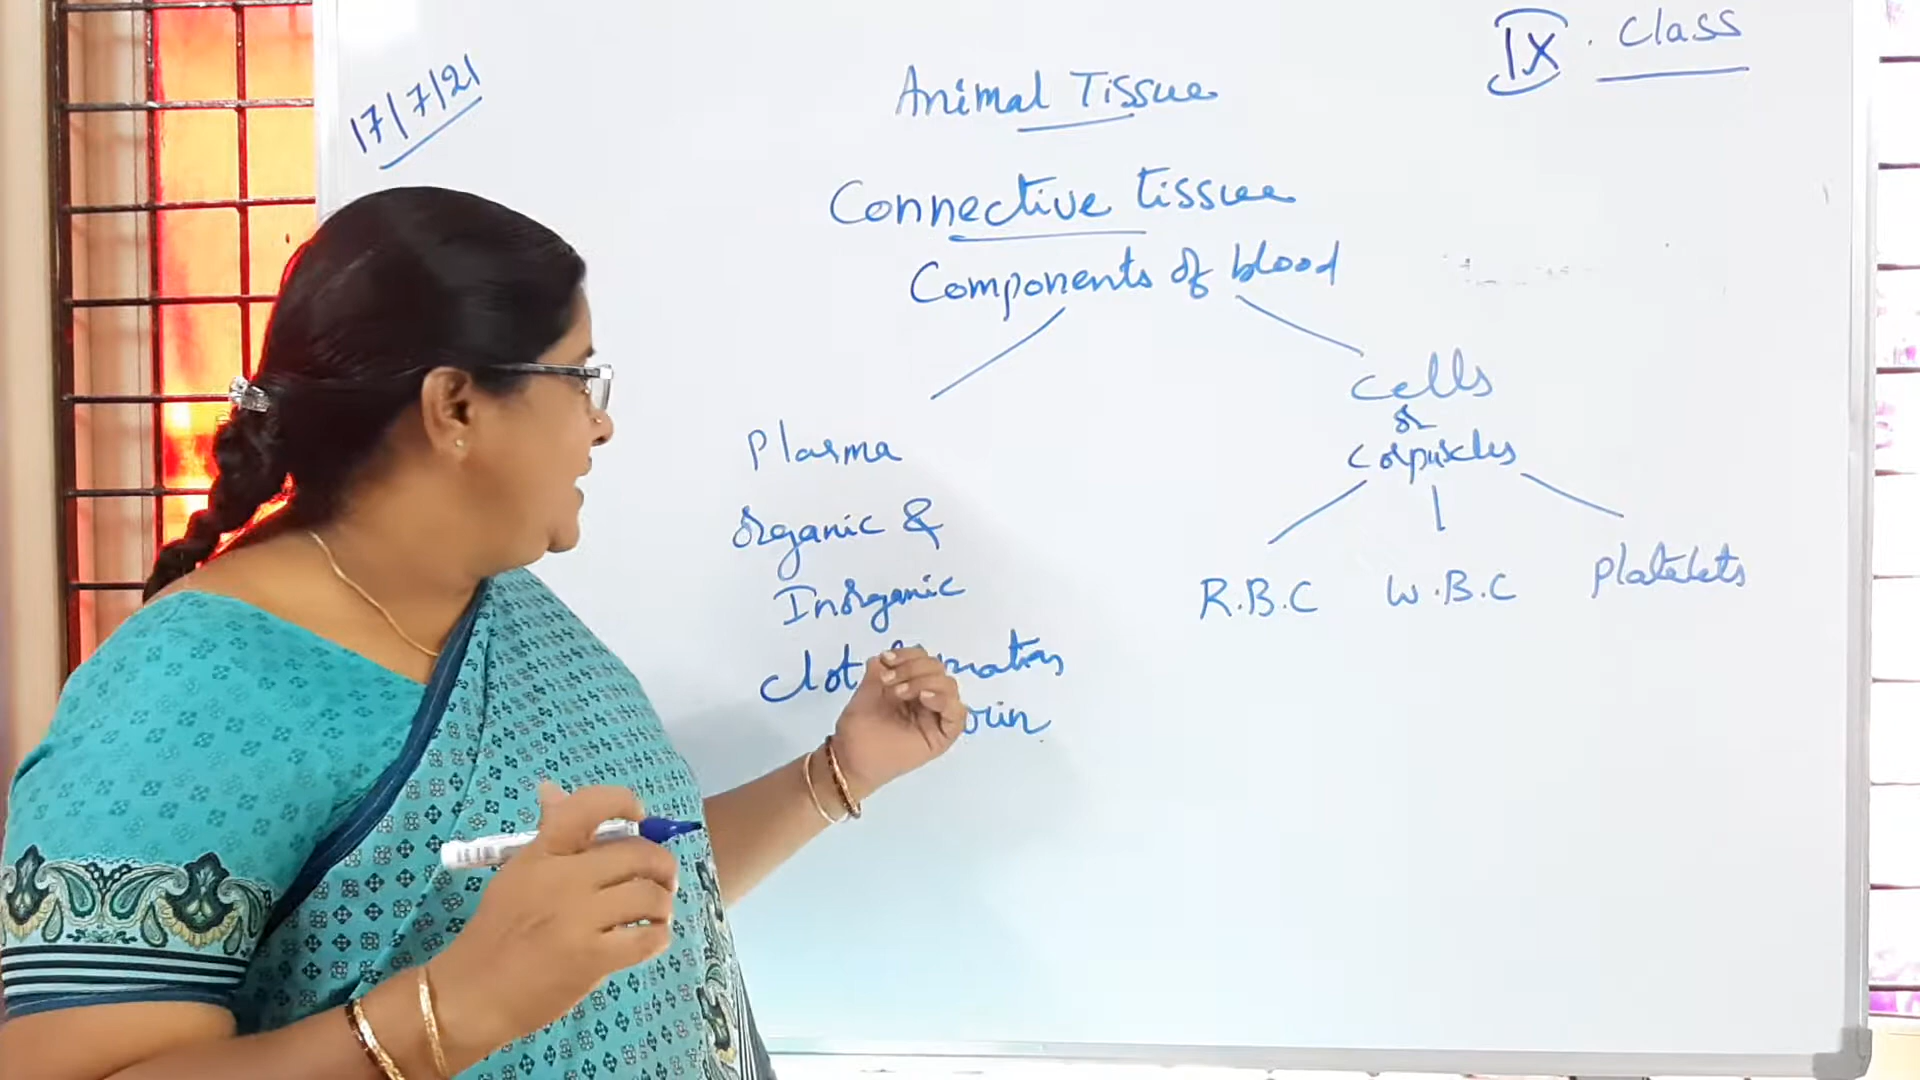 17/7/21
IX. Class
Animal Tissue
Connective tissue
Components of blood
Plasma
Organic &
Inorganic
Clot
Cells
or
Corpuscles
R.B.C W.B.C Platelets